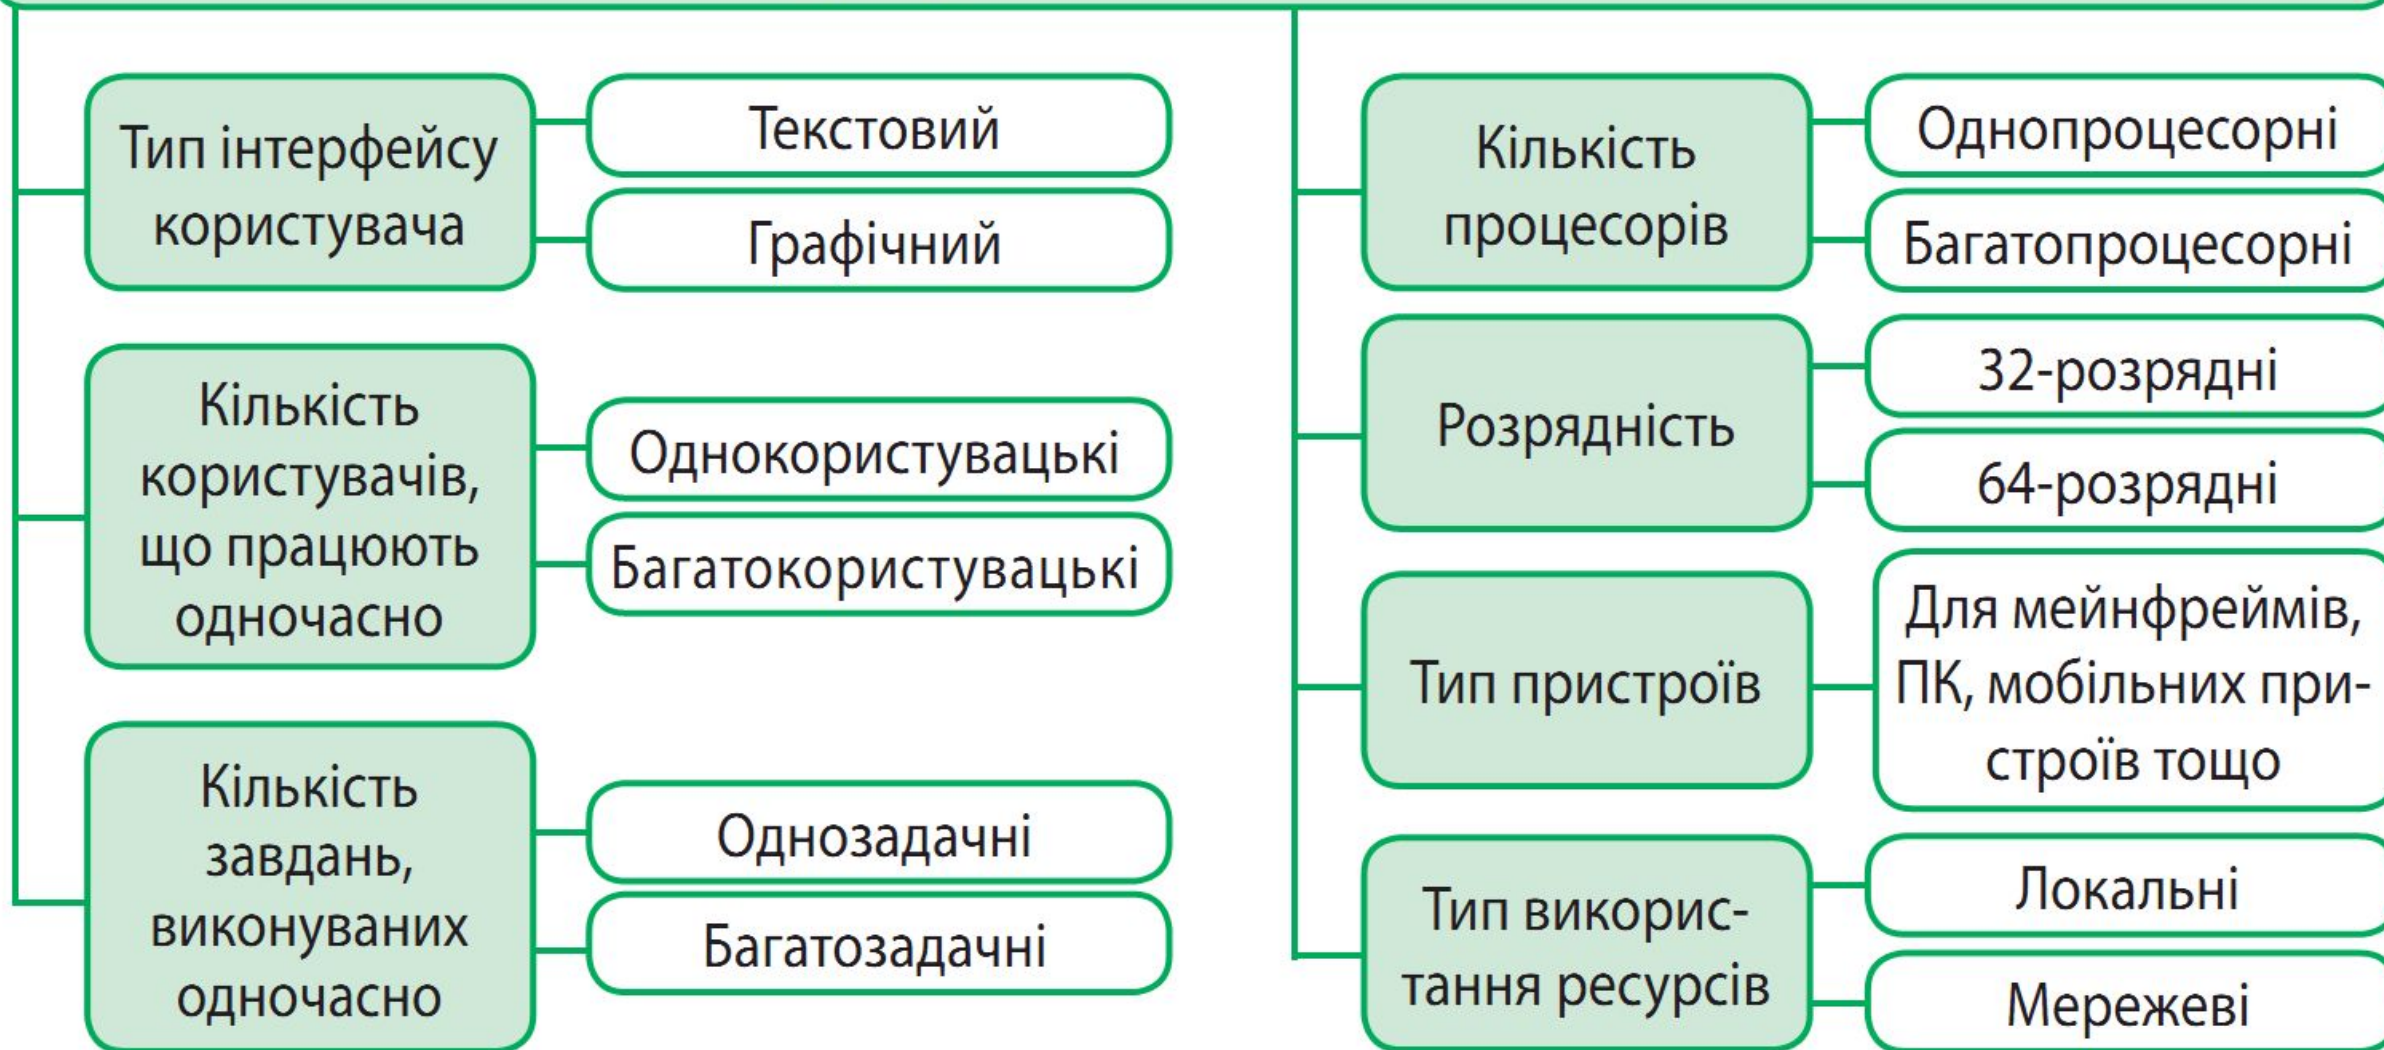 Тип інтерфейсу
користувача
Текстовий
Графічний
Кількість
користувачів,
що працюють
одночасно
Однокористувацькі
Багатокористувацькі
Кількість
завдань,
виконуваних
одночасно
Однозадачні
Багатозадачні
Кількість
процесорів
Однопроцесорні
Багатопроцесорні
Розрядність
32-розрядні
64-розрядні
Тип пристроїв
Для мейнфреймів,
ПК, мобільних при-
строїв тощо
Тип викорис-
тання ресурсів
Локальні
Мережеві